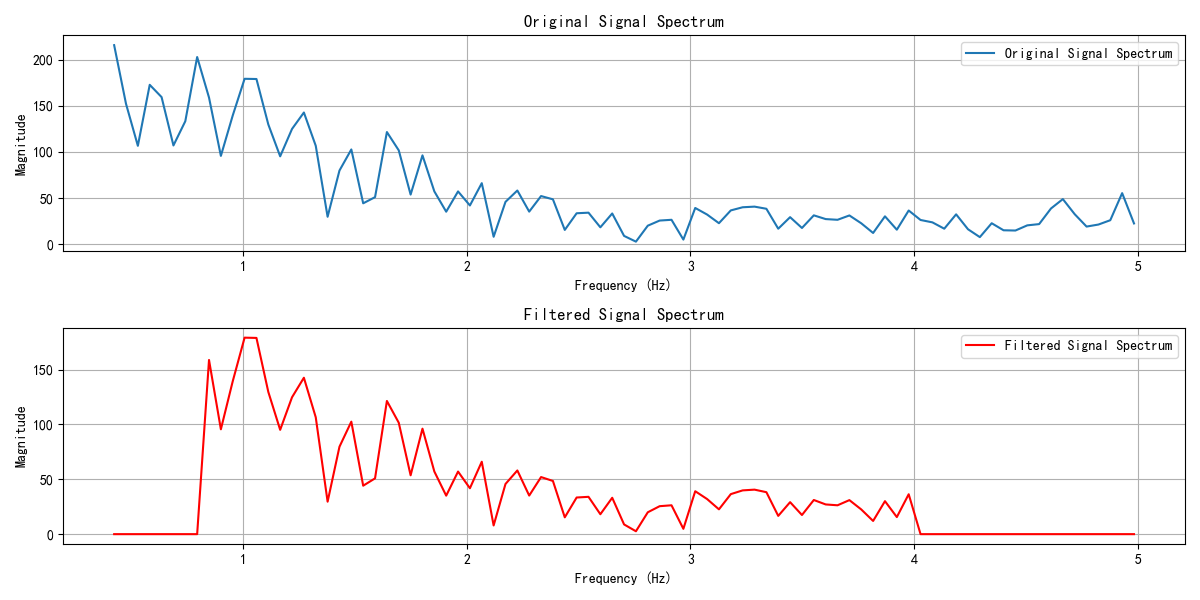 Original Signal Spectrum
Original Signal Spectrum
Magnitude
200
150
100
50
0
1 2 3 4 5
Frequency (Hz)
Filtered Signal Spectrum
Filtered Signal Spectrum
Magnitude
150
100
50
0
1 2 3 4 5
Frequency (Hz)